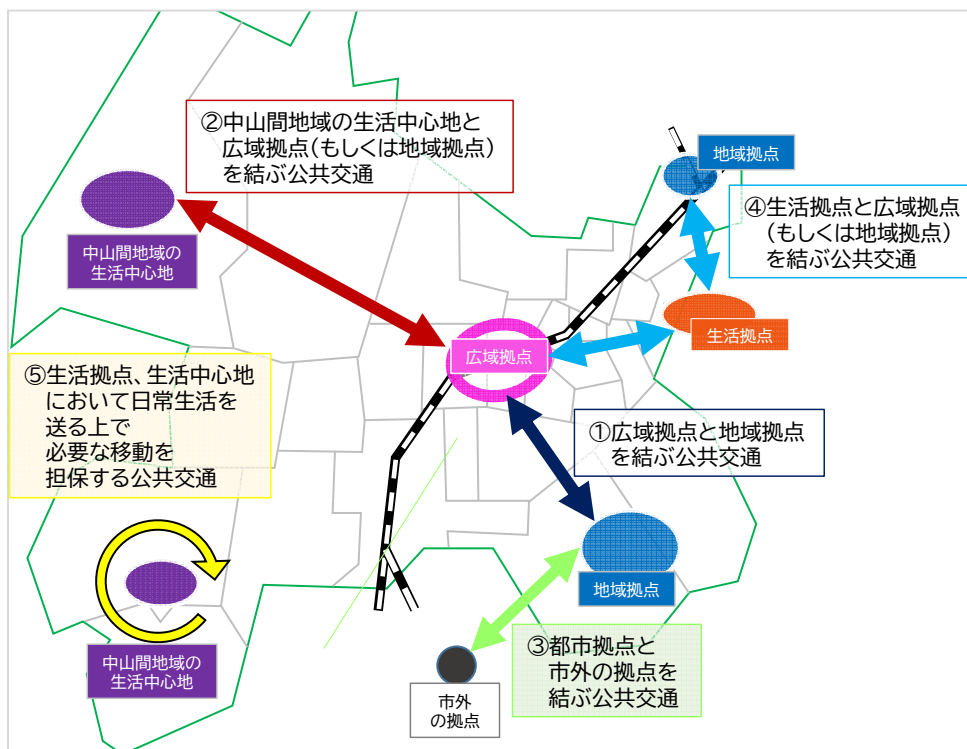 ②中山間地域の生活中心地と
広域拠点(もしくは地域拠点)
を結ぶ公共交通
地域拠点
④生活拠点と広域拠点
(もしくは地域拠点)
を結ぶ公共交通
中山間地域の
生活中心地
生活拠点
広域拠点
⑤生活拠点、生活中心地
において日常生活を
送る上で
必要な移動を
担保する公共交通
①広域拠点と地域拠点
を結ぶ公共交通
地域拠点
中山間地域の
生活中心地
③都市拠点と
市外の拠点を
結ぶ公共交通
市外
の拠点